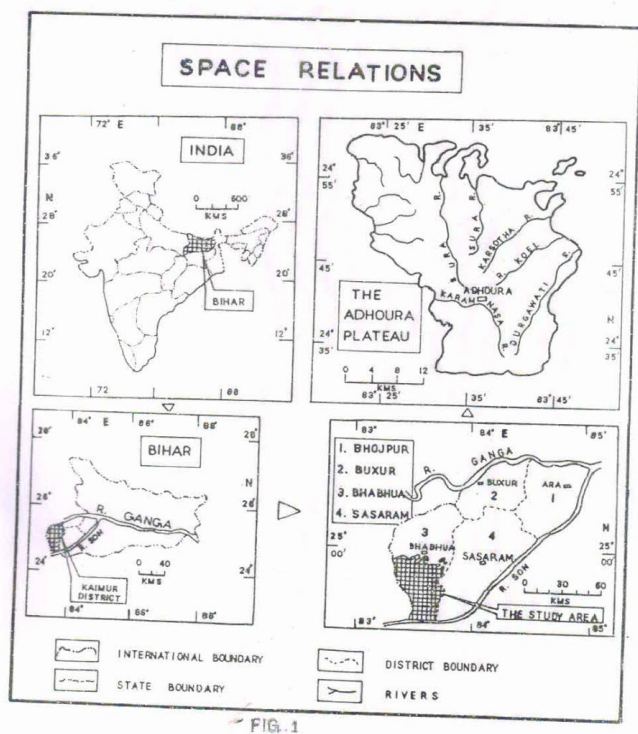 SPACE RELATIONS
72° E 88°
INDIA
36° 36°
N
28° 28°
0 600
KMS
20° 20°
BIHAR
12° 12°
72 88
83° 25' E 35' 83° 45'
24° 55' 24° 55'
SURA R.
SURA R.
KARSOTHA R.
R. KOEL
45' 45'
ADHOURA
KARAM NASA R.
DURGAWATI R.
THE
ADHOURA
PLATEAU
N
24° 35' 24° 35'
0 4 8 12
KMS
83° 25' 35' 83° 45'
84° E 86° 88°
28° 28°
BIHAR
N
26° 26°
R. GANGA
R. SON
24° 24°
0 40
KMS
KAIMUR
DISTRICT
84° 86° 88°
83° 84° E 85°
1. BHOJPUR
2. BUXUR
3. BHABHUA
4. SASARAM
R. GANGA
BUXUR
2
ARA
1
3
BHABHUA
4
SASARAM
N
25° 00' 25° 00'
R. SON
0 30 60
KMS
THE STUDY AREA
83° 84° 85°
INTERNATIONAL BOUNDARY
DISTRICT BOUNDARY
STATE BOUNDARY
RIVERS
FIG.1